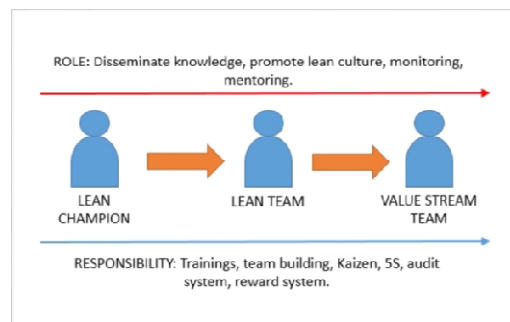 ROLE: Disseminate knowledge, promote lean culture, monitoring,
mentoring.
LEAN
CHAMPION
LEAN TEAM
VALUE STREAM
TEAM
RESPONSIBILITY: Trainings, team building, Kaizen, 5S, audit
system, reward system.